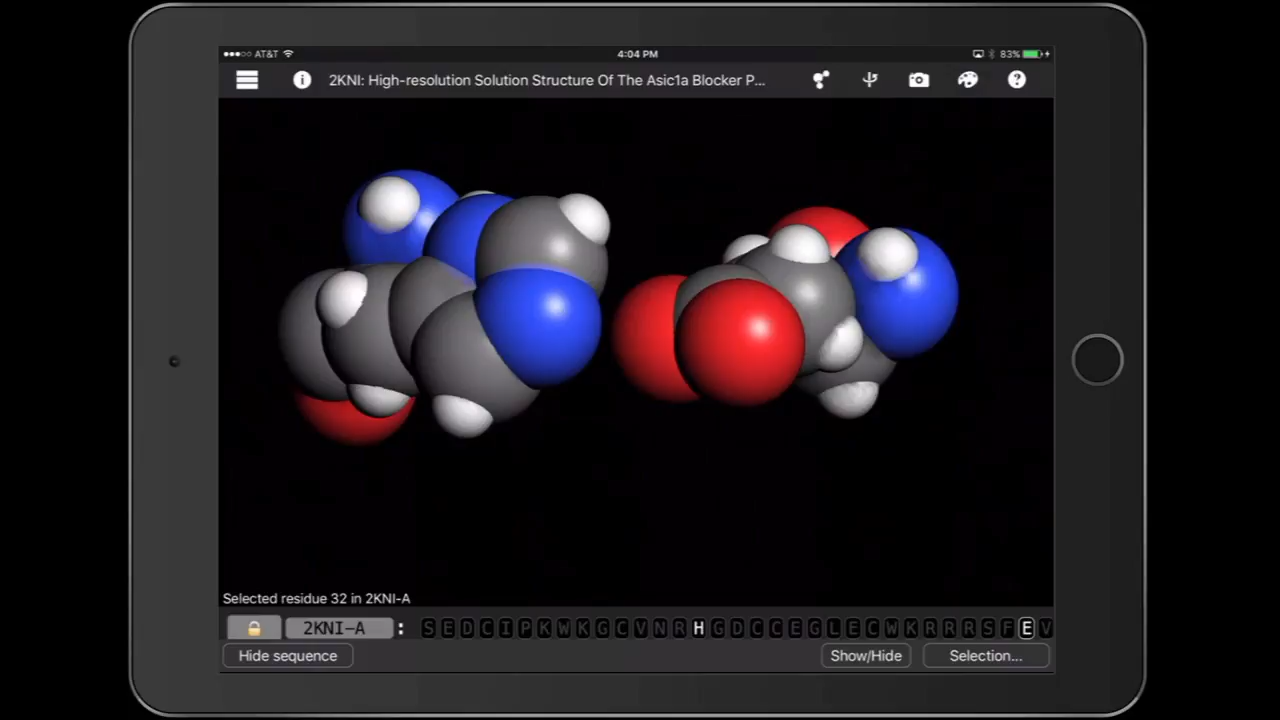 AT&T 4:04 PM 83%
2KNI: High-resolution Solution Structure Of The Asic1a Blocker P...
Selected residue 32 in 2KNI-A
2KNI-A : S E D C I P K W K G C V N R H G D C C E G L E C W K R R R S F E V
Hide sequence Show/Hide Selection...